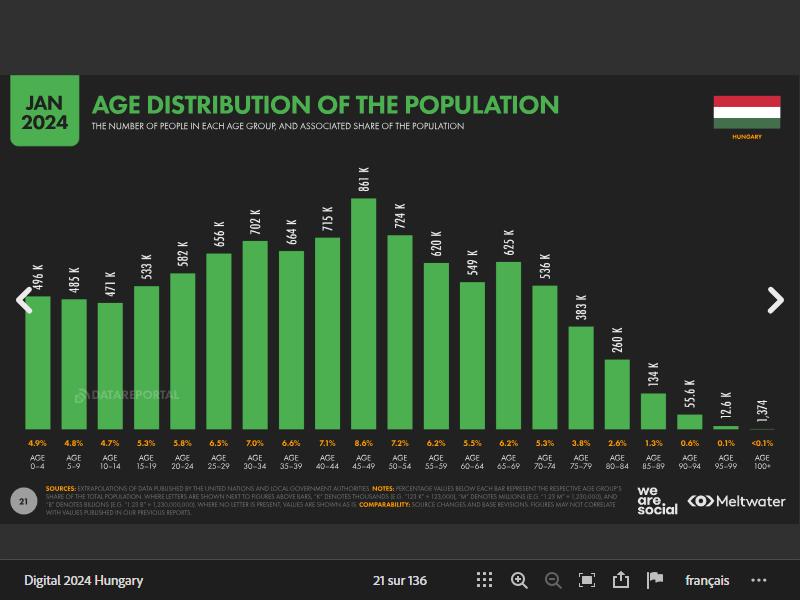 JAN
2024
AGE DISTRIBUTION OF THE POPULATION
THE NUMBER OF PEOPLE IN EACH AGE GROUP, AND ASSOCIATED SHARE OF THE POPULATION
HUNGARY
496 K 485 K 471 K 533 K 582 K 656 K 702 K 664 K 715 K 861 K 724 K 620 K 549 K 625 K 536 K 383 K 260 K 134 K 55.6 K 12.6 K 1,374
DATAREPORTAL
4.9% 4.8% 4.7% 5.3% 5.8% 6.5% 7.0% 6.6% 7.1% 8.6% 7.2% 6.2% 5.5% 6.2% 5.3% 3.8% 2.6% 1.3% 0.6% 0.1% <0.1%
AGE AGE AGE AGE AGE AGE AGE AGE AGE AGE AGE AGE AGE AGE AGE AGE AGE AGE AGE AGE AGE
0–4 5–9 10–14 15–19 20–24 25–29 30–34 35–39 40–44 45–49 50–54 55–59 60–64 65–69 70–74 75–79 80–84 85–89 90–94 95–99 100+
21
SOURCES: EXTRAPOLATIONS OF DATA PUBLISHED BY THE UNITED NATIONS AND LOCAL GOVERNMENT AUTHORITIES. NOTES: PERCENTAGE VALUES BELOW EACH BAR REPRESENT THE RESPECTIVE AGE GROUP'S
SHARE OF THE TOTAL POPULATION. WHERE LETTERS ARE SHOWN NEXT TO FIGURES ABOVE BARS, "K" DENOTES THOUSANDS (E.G. "123 K" = 123,000), "M" DENOTES MILLIONS (E.G. "1.23 M" = 1,230,000), AND
"B" DENOTES BILLIONS (E.G. "1.23 B" = 1,230,000,000). WHERE NO LETTER IS PRESENT, VALUES ARE SHOWN AS IS. COMPARABILITY: SOURCE CHANGES AND BASE REVISIONS. FIGURES MAY NOT CORRELATE
WITH VALUES PUBLISHED IN OUR PREVIOUS REPORTS.
we
are.
social
Meltwater
Digital 2024 Hungary
21 sur 136
français